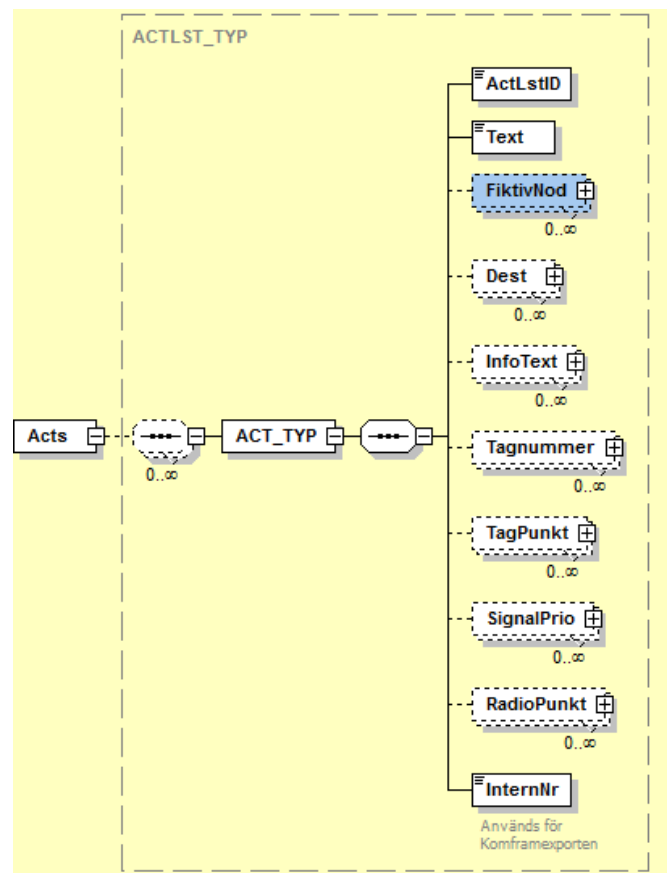 ACTLST_TYP
ActLstID
Text
FiktivNod
0..∞
Dest
0..∞
InfoText
0..∞
Acts
0..∞
ACT_TYP
Tagnummer
0..∞
TagPunkt
0..∞
SignalPrio
0..∞
RadioPunkt
0..∞
InternNr
Används för
Komframexporten